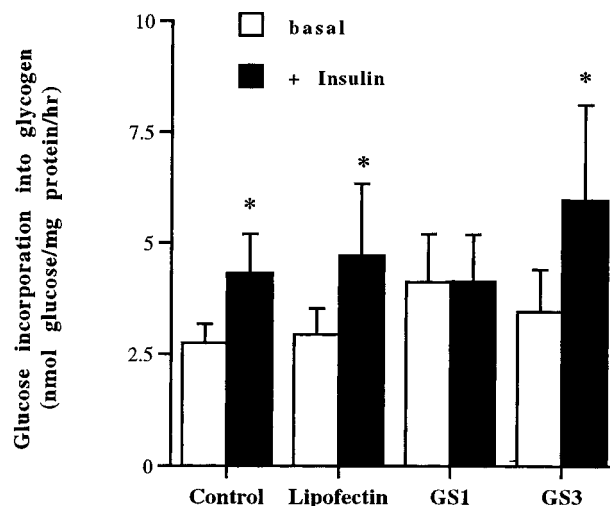 Glucose incorporation into glycogen
(nmol glucose/mg protein/hr)
10
7.5
5
2.5
0
basal
+ Insulin
*
*
*
Control
Lipofectin
GS1
GS3